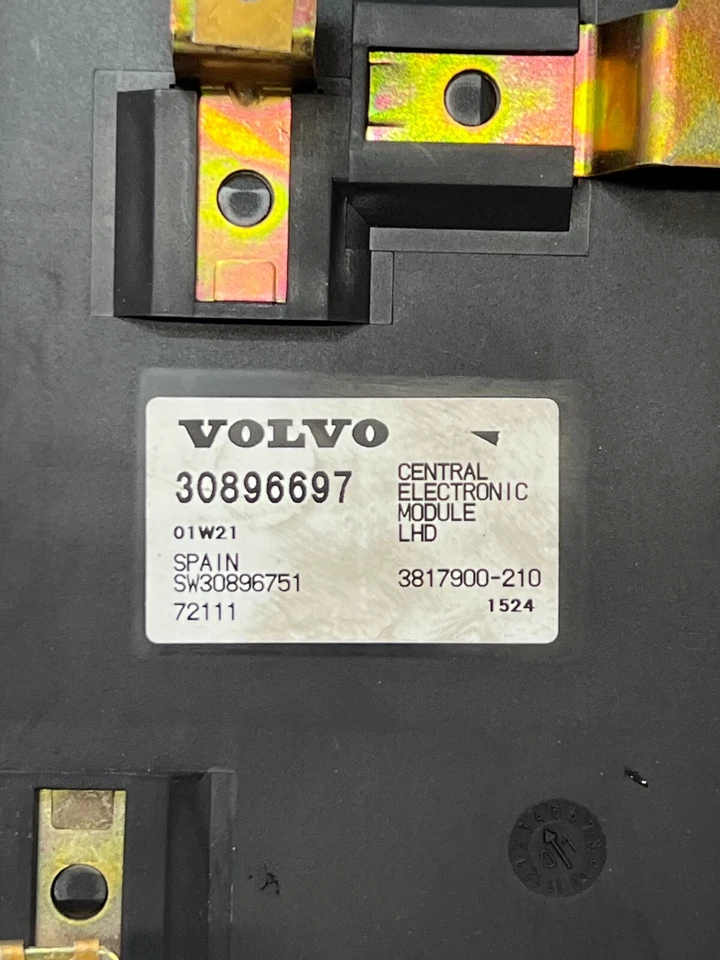 VOLVO
30896697
01W21
SPAIN
SW30896751
72111
CENTRAL
ELECTRONIC
MODULE
LHD
3817900-210
1524